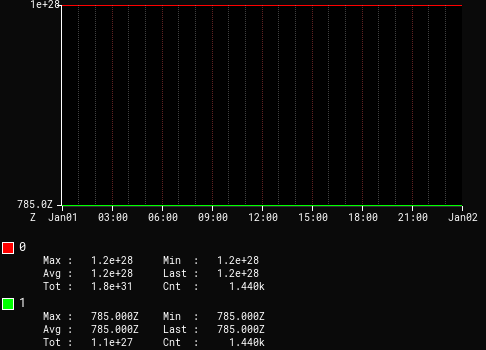 1e+28
785.0Z
Z Jan01 03:00 06:00 09:00 12:00 15:00 18:00 21:00 Jan02
0
Max : 1.2e+28 Min : 1.2e+28
Avg : 1.2e+28 Last : 1.2e+28
Tot : 1.8e+31 Cnt : 1.440k
1
Max : 785.000Z Min : 785.000Z
Avg : 785.000Z Last : 785.000Z
Tot : 1.1e+27 Cnt : 1.440k